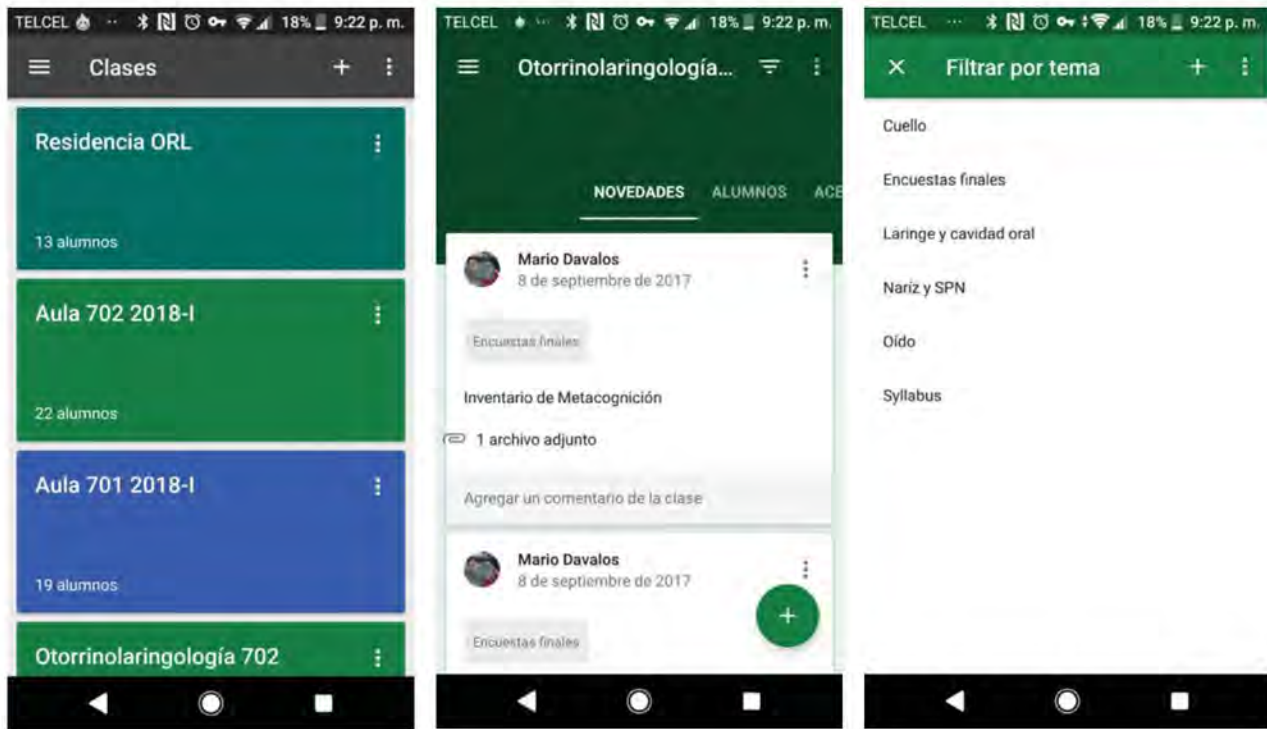 TELCEL 18% 9:22 p. m.
Clases
Residencia ORL
13 alumnos
Aula 702 2018-I
22 alumnos
Aula 701 2018-I
19 alumnos
Otorrinolaringología 702
TELCEL 18% 9:22 p. m.
Otorrinolaringología...
NOVEDADES ALUMNOS ACE
Mario Davalos
8 de septiembre de 2017
Encuestas finales
Inventario de Metacognición
1 archivo adjunto
Agregar un comentario de la clase
Mario Davalos
8 de septiembre de 2017
Encuestas finales
TELCEL 18% 9:22 p. m.
Filtrar por tema
Cuello
Encuestas finales
Laringe y cavidad oral
Nariz y SPN
Oído
Syllabus